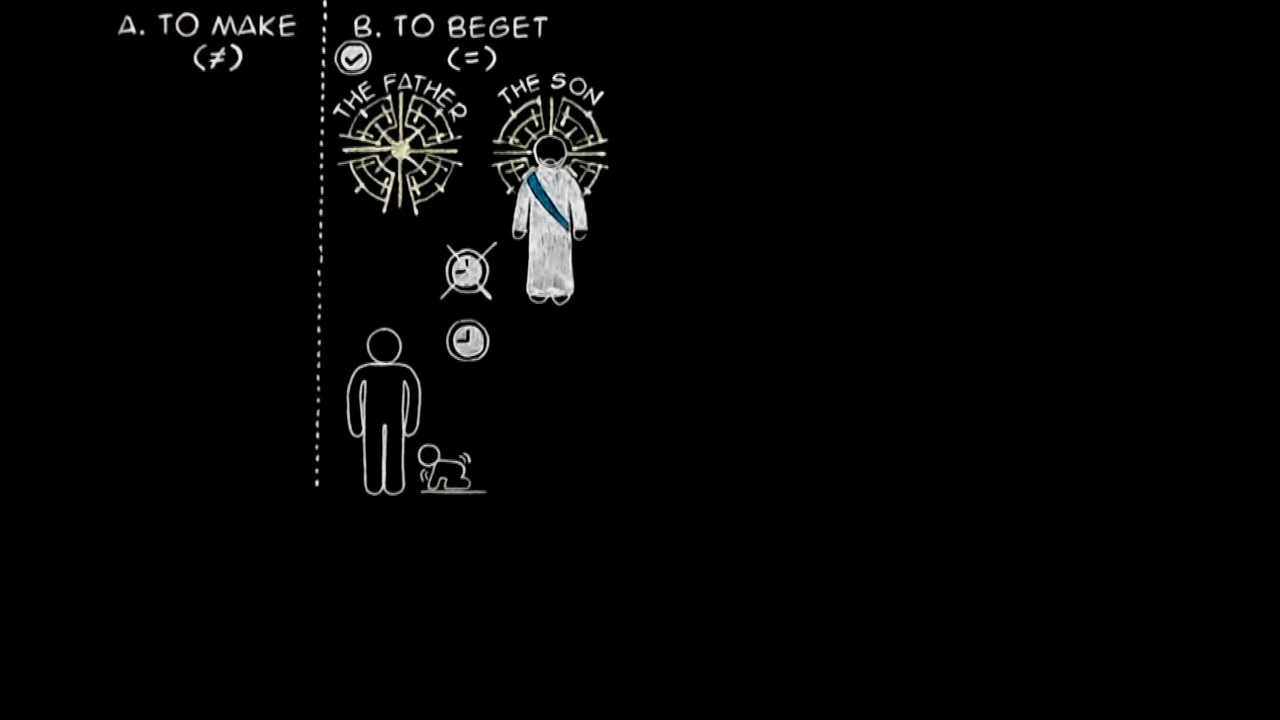 A. TO MAKE
(≠)
B. TO BEGET
(=)
THE FATHER
THE SON